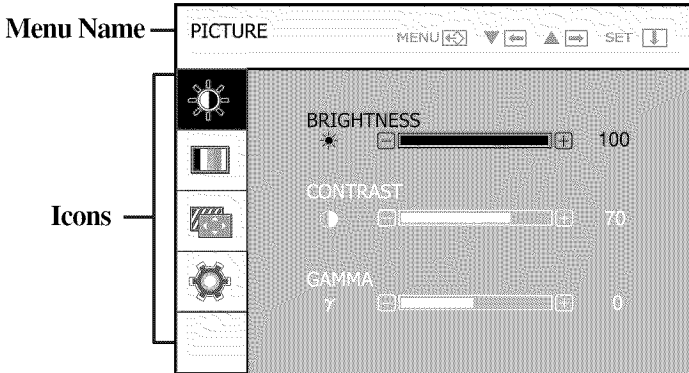 Menu Name
PICTURE
MENU SET
BRIGHTNESS
100
CONTRAST
70
GAMMA
γ 0
Icons